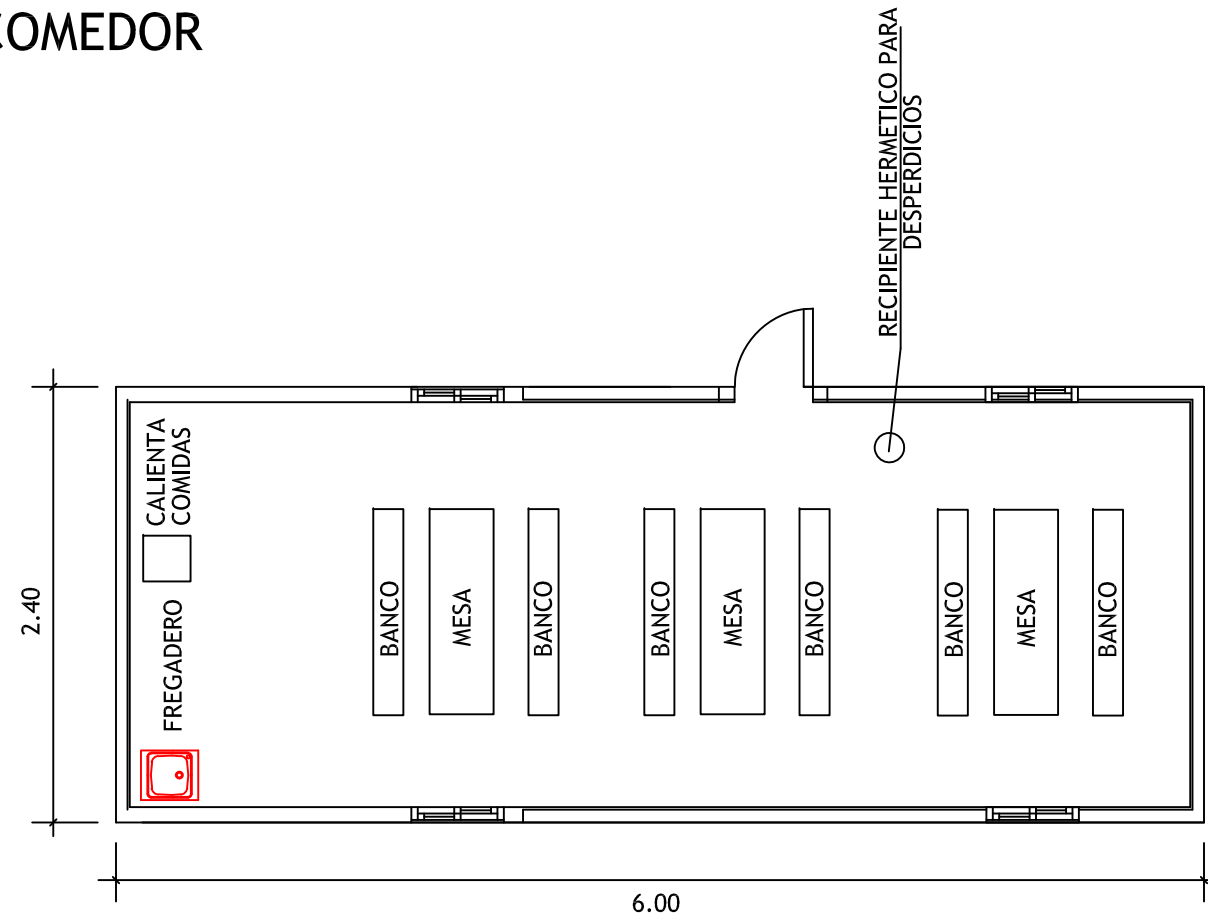 COMEDOR
RECIPIENTE HERMETICO PARA
DESPERDICIOS
CALIENTA
COMIDAS
FREGADERO
BANCO
MESA
BANCO
BANCO
MESA
BANCO
BANCO
MESA
BANCO
2.40
6.00